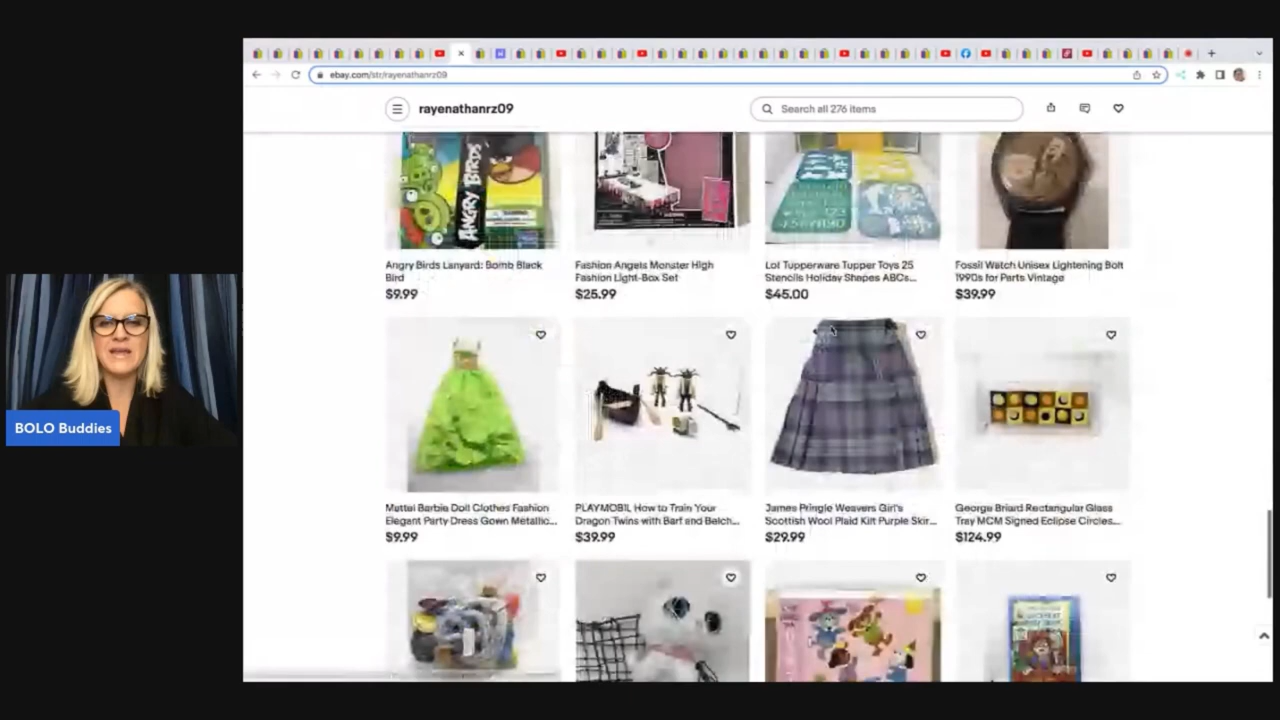 ebay.com/str/rayenathanrz09
rayenathanrz09
Search all 276 items
ANGRY BIRDS
Angry Birds Lanyard: Bomb Black
Bird
$9.99
Fashion Angels Monster High
Fashion Light-Box Set
$25.99
Lot Tupperware Tupper Toys 25
Stencils Holiday Shapes ABC's...
$45.00
Fossil Watch Unisex Lightening Bolt
1990s for Parts Vintage
$39.99
BOLO Buddies
Mattel Barbie Doll Clothes Fashion
Elegant Party Dress Gown Metallic...
$9.99
PLAYMOBIL How to Train Your
Dragon Twins with Barf and Belch...
$39.99
James Pringle Weavers Girl's
Scottish Wool Plaid Kilt Purple Skir...
$29.99
George Briard Rectangular Glass
Tray MCM Signed Eclipse Circles...
$124.99